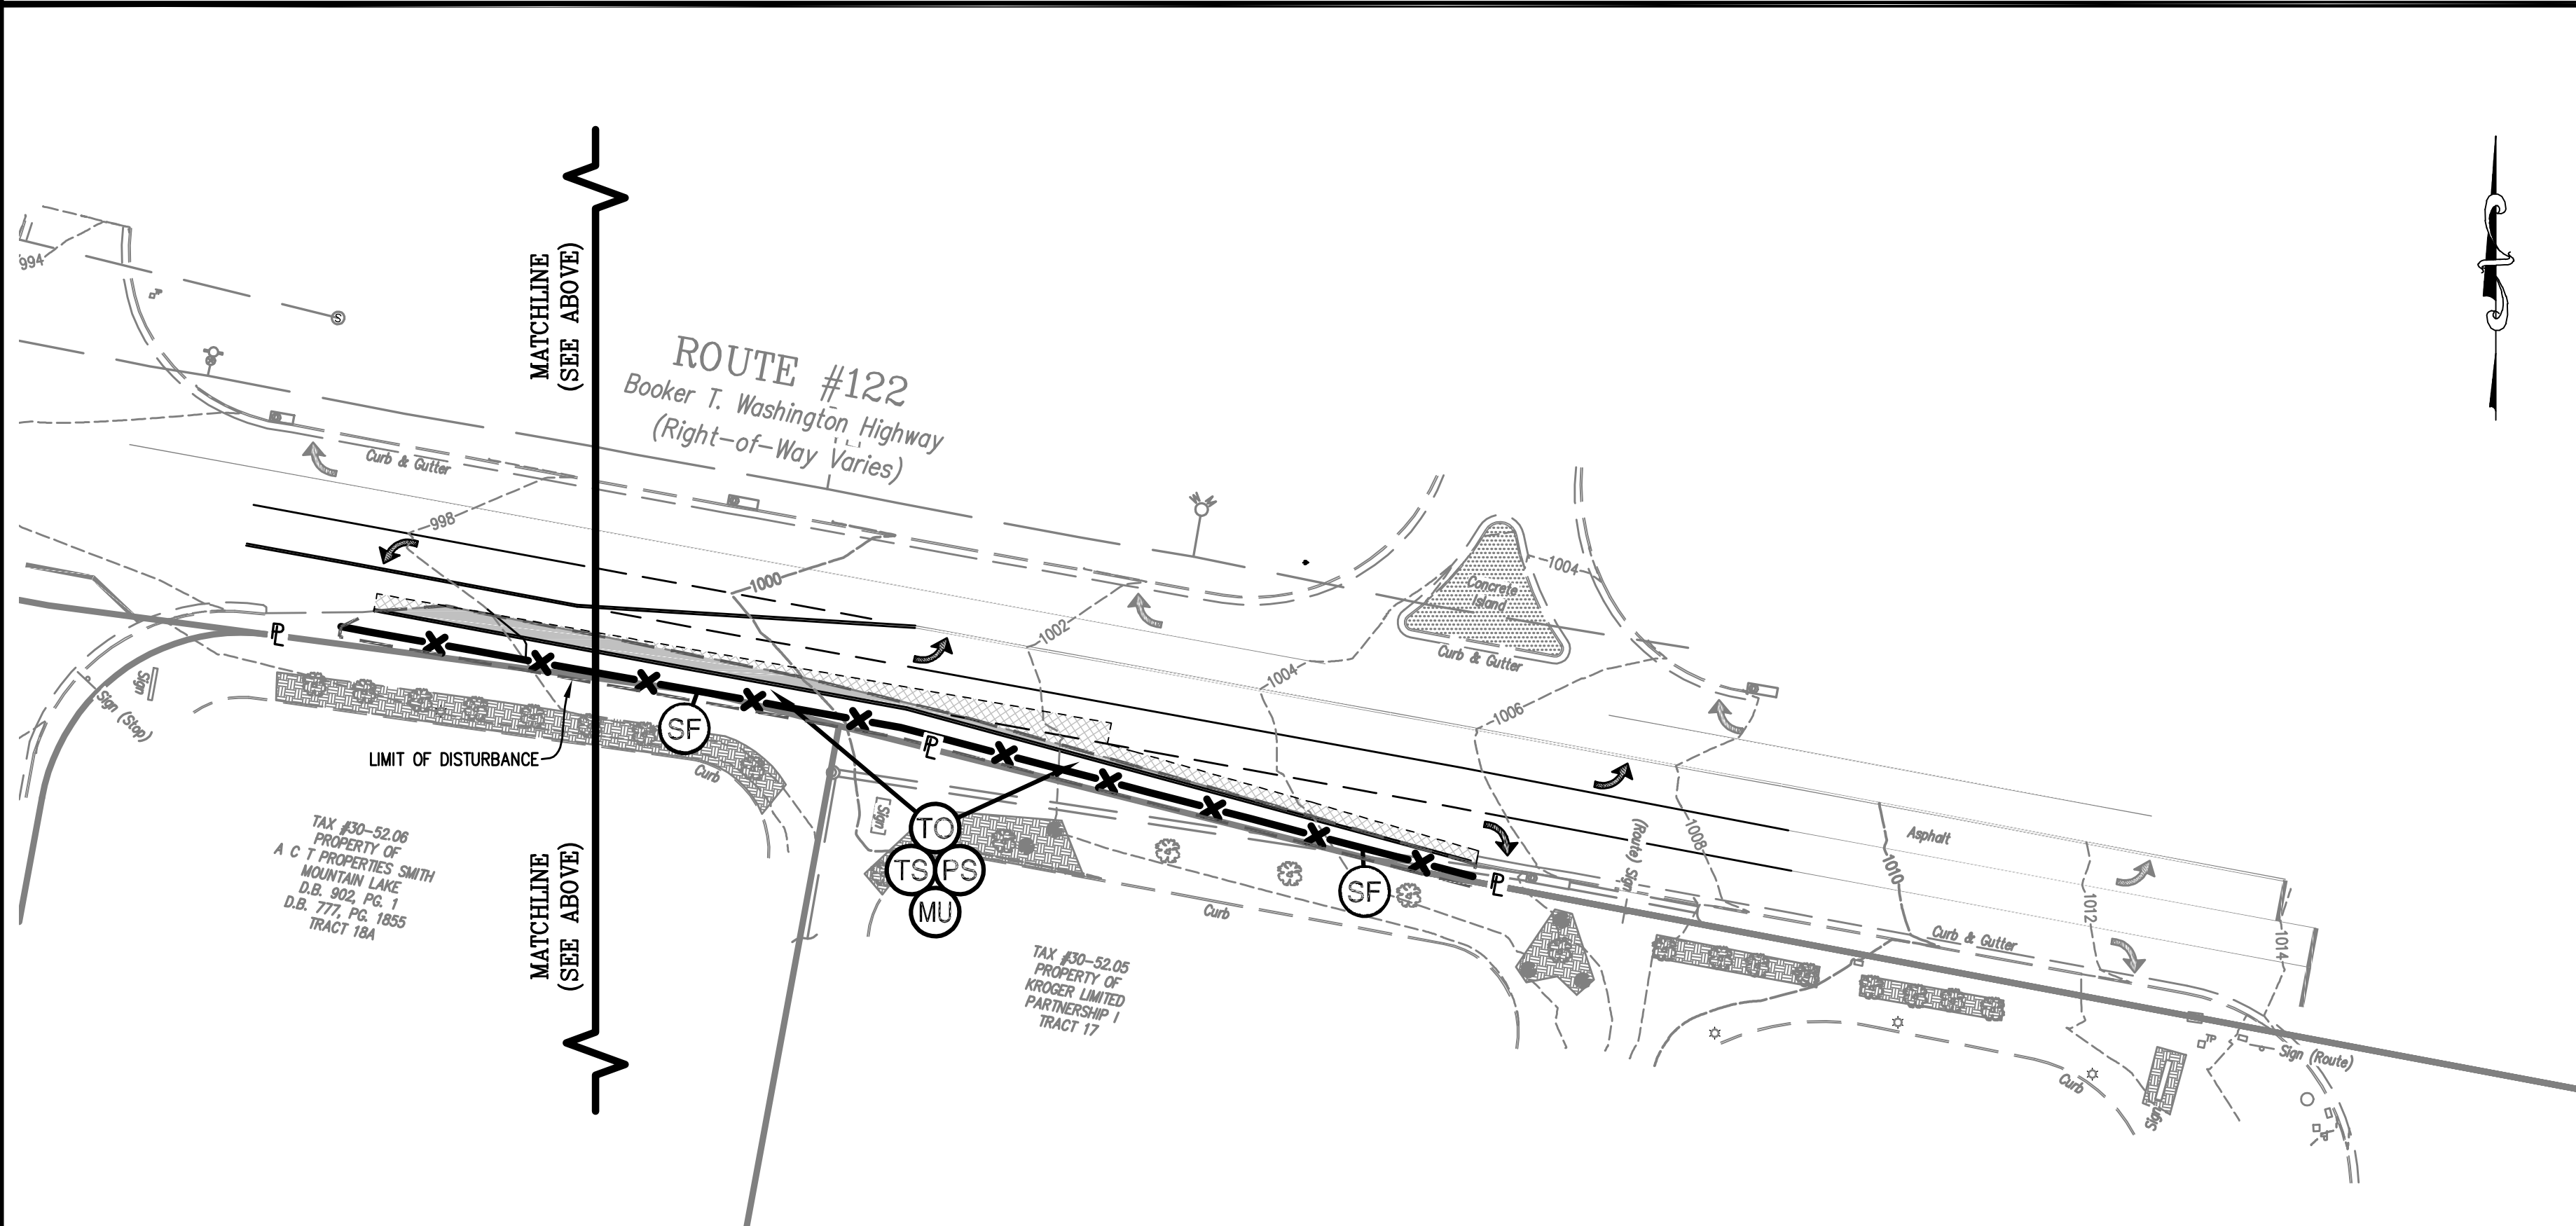 994
S
MATCHLINE
(SEE ABOVE)
ROUTE #122
Booker T. Washington Highway
(Right-of-Way Varies)
Curb & Gutter
998
1000
1002
1004
1004
Concrete
Island
Curb & Gutter
1006
1008
1010
1012
1014
Asphalt
Curb & Gutter
PL
Sign
Sign (Stop)
SF
LIMIT OF DISTURBANCE
Curb
PL
[Sign]
TO
TS PS
MU
SF
PL
(Route) Sign
Curb
MATCHLINE
(SEE ABOVE)
TAX #30-52.06
PROPERTY OF
A C T PROPERTIES SMITH
MOUNTAIN LAKE
D.B. 902, PG. 1
D.B. 777, PG. 1855
TRACT 18A
TAX #30-52.05
PROPERTY OF
KROGER LIMITED
PARTNERSHIP I
TRACT 17
TP
Sign (Route)
Curb
Sign